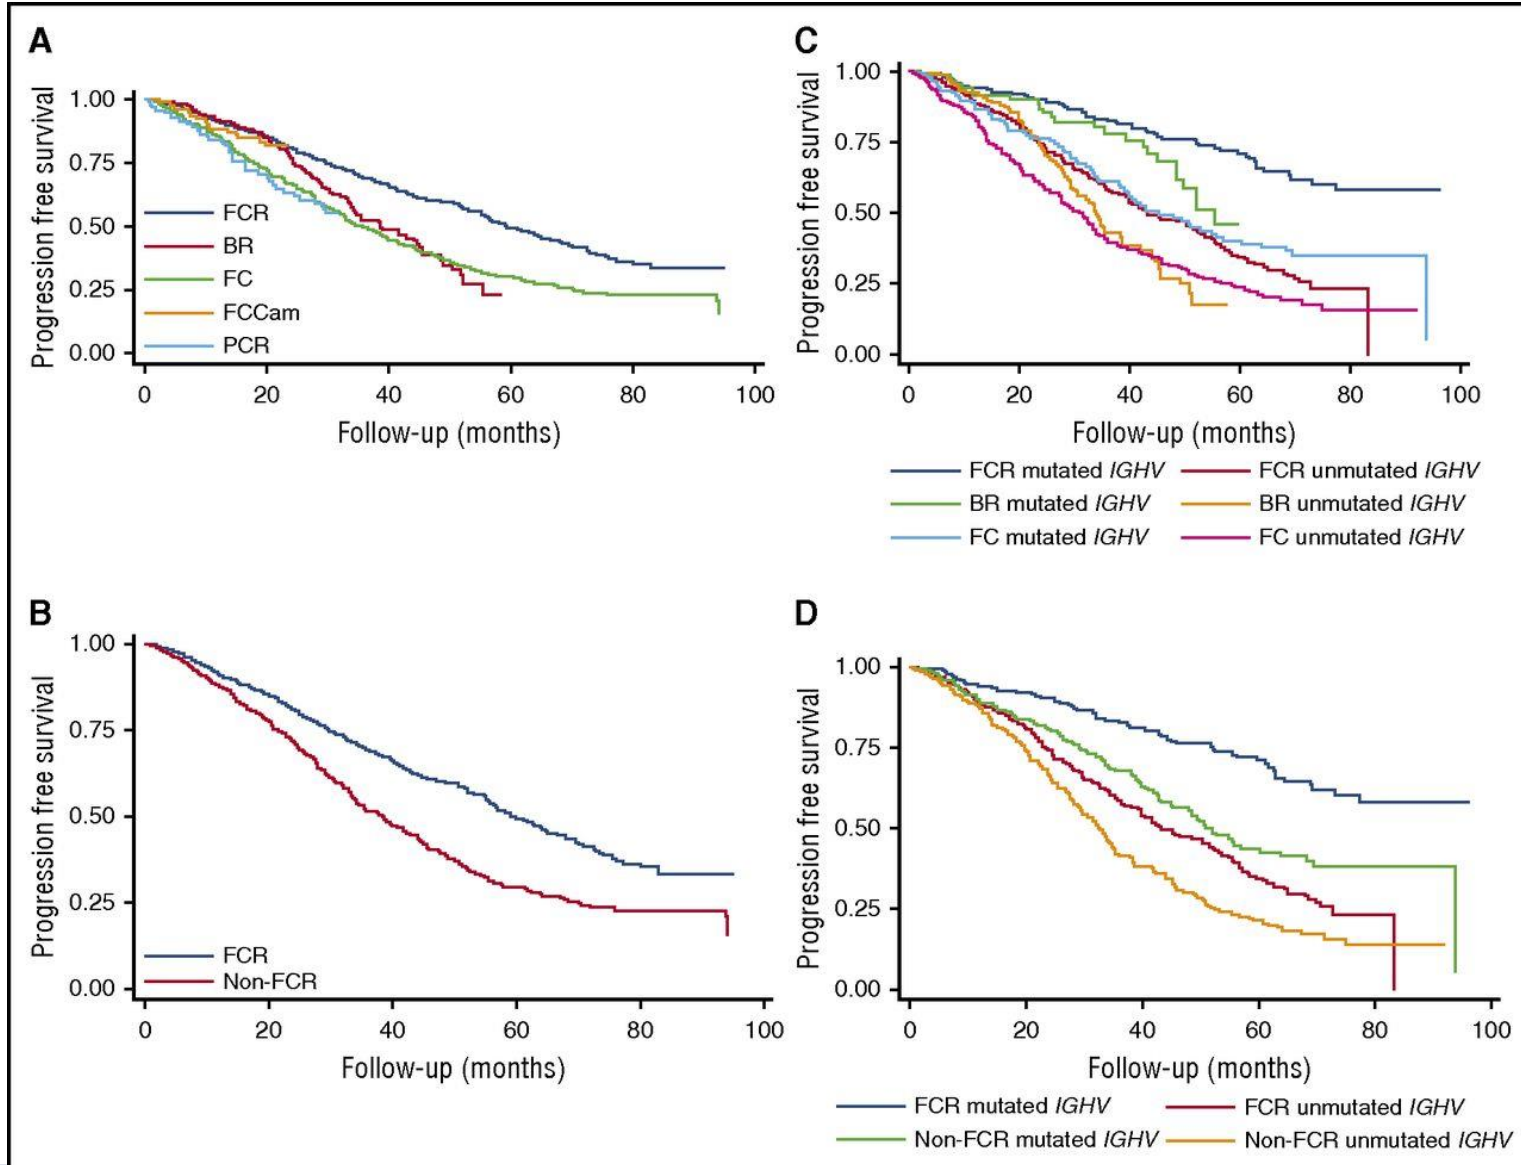 A
Progression free survival
1.00
0.75
0.50
0.25
0.00
FCR
BR
FC
FCCam
PCR
0 20 40 60 80 100
Follow-up (months)
C
Progression free survival
1.00
0.75
0.50
0.25
0.00
0 20 40 60 80 100
Follow-up (months)
FCR mutated IGHV FCR unmutated IGHV
BR mutated IGHV BR unmutated IGHV
FC mutated IGHV FC unmutated IGHV
B
Progression free survival
1.00
0.75
0.50
0.25
0.00
FCR
Non-FCR
0 20 40 60 80 100
Follow-up (months)
D
Progression free survival
1.00
0.75
0.50
0.25
0.00
0 20 40 60 80 100
Follow-up (months)
FCR mutated IGHV FCR unmutated IGHV
Non-FCR mutated IGHV Non-FCR unmutated IGHV